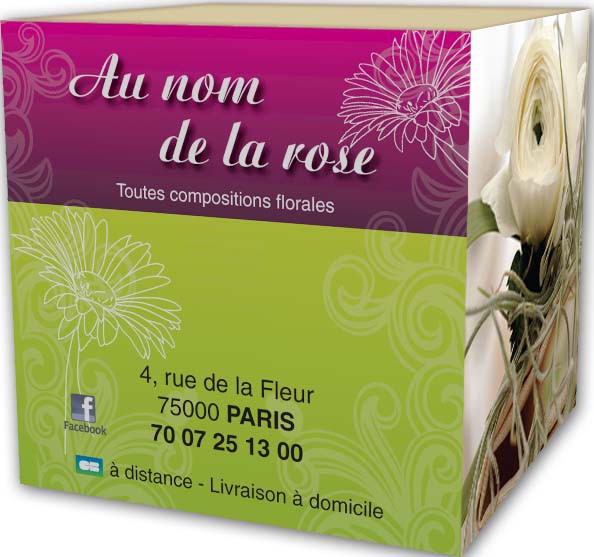 Au nom
de la rose
Toutes compositions florales
4, rue de la Fleur
75000 PARIS
70 07 25 13 00
Facebook
CB à distance - Livraison à domicile